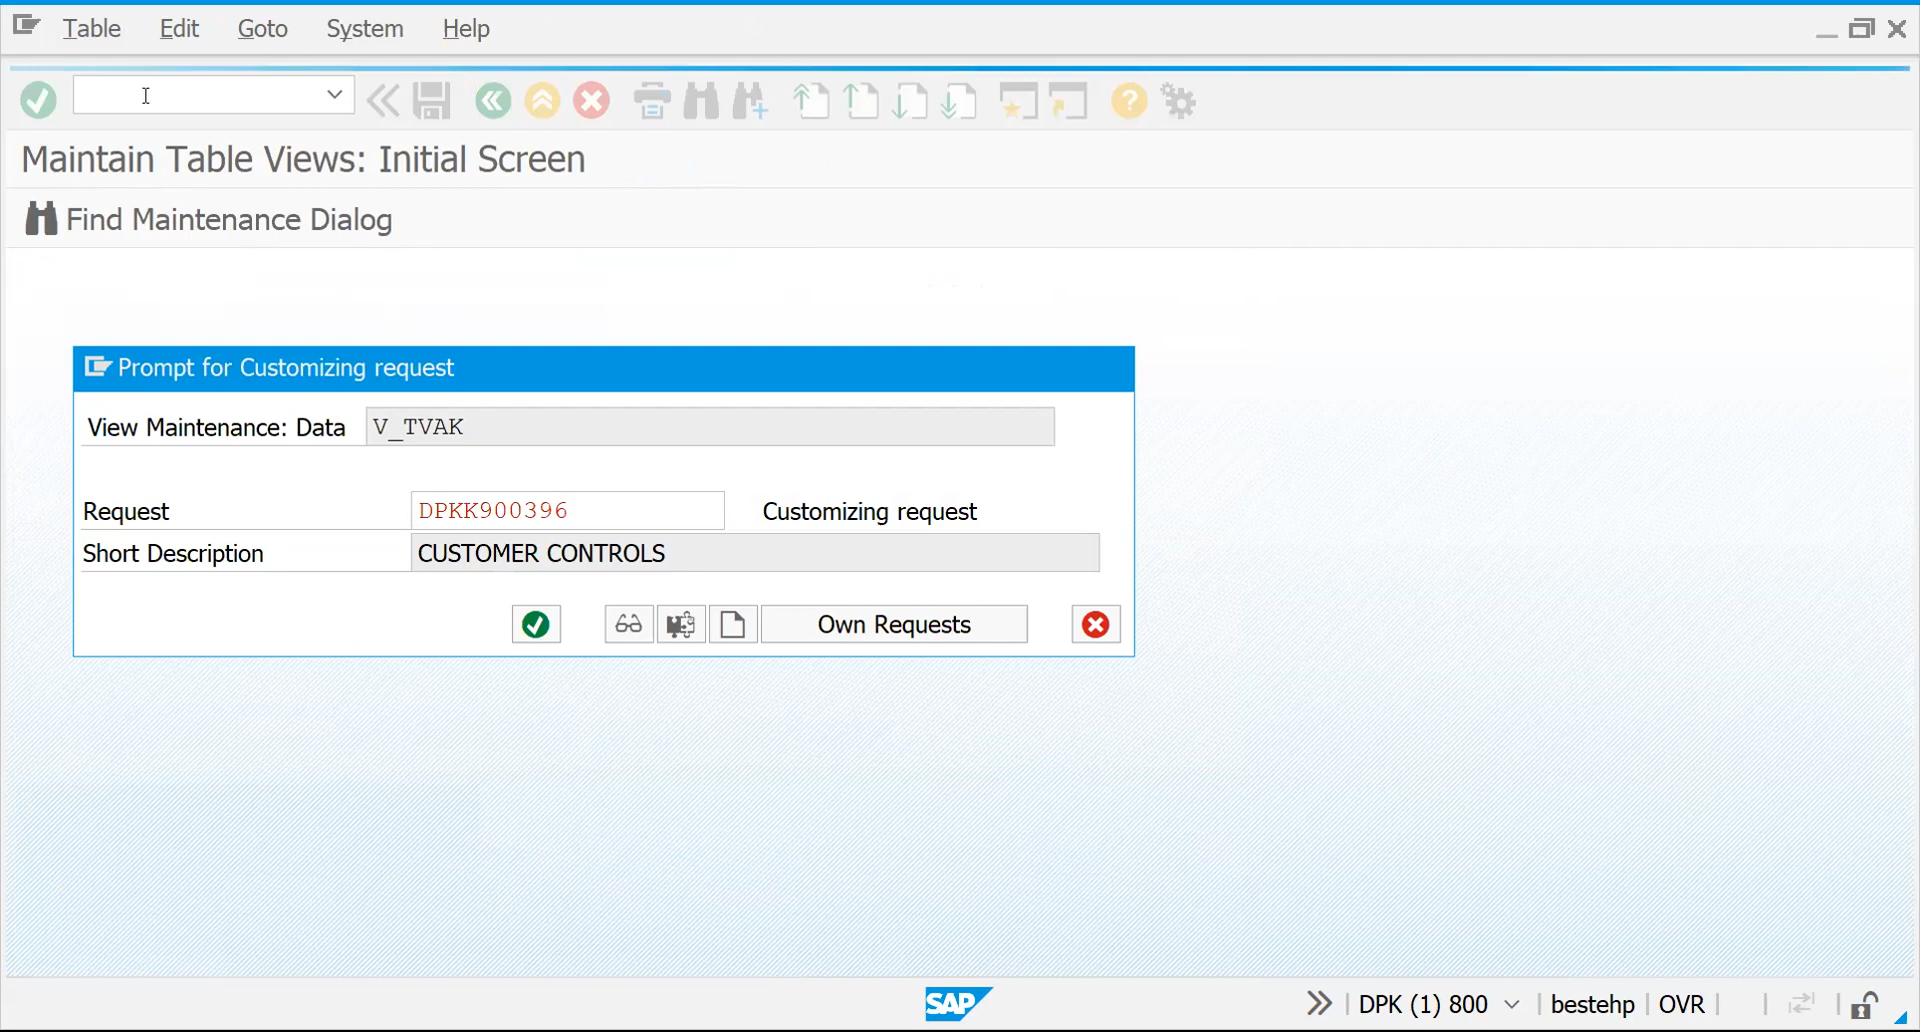 Table Edit Goto System Help
Maintain Table Views: Initial Screen
Find Maintenance Dialog
Prompt for Customizing request
View Maintenance: Data V_TVAK
Request DPKK900396 Customizing request
Short Description CUSTOMER CONTROLS
Own Requests
SAP DPK (1) 800 bestehp OVR